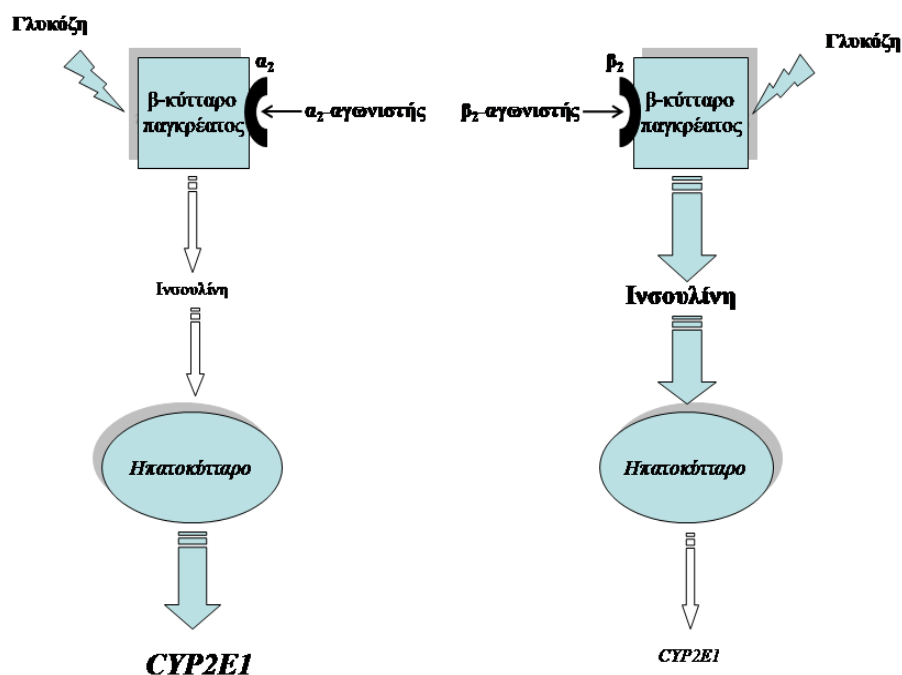 Γλυκόζη
α2
β-κύτταρο
παγκρέατος
α2-αγωνιστής
Ινσουλίνη
Ηπατοκύτταρο
CYP2E1
Γλυκόζη
β2
β2-αγωνιστής
β-κύτταρο
παγκρέατος
Ινσουλίνη
Ηπατοκύτταρο
CYP2E1